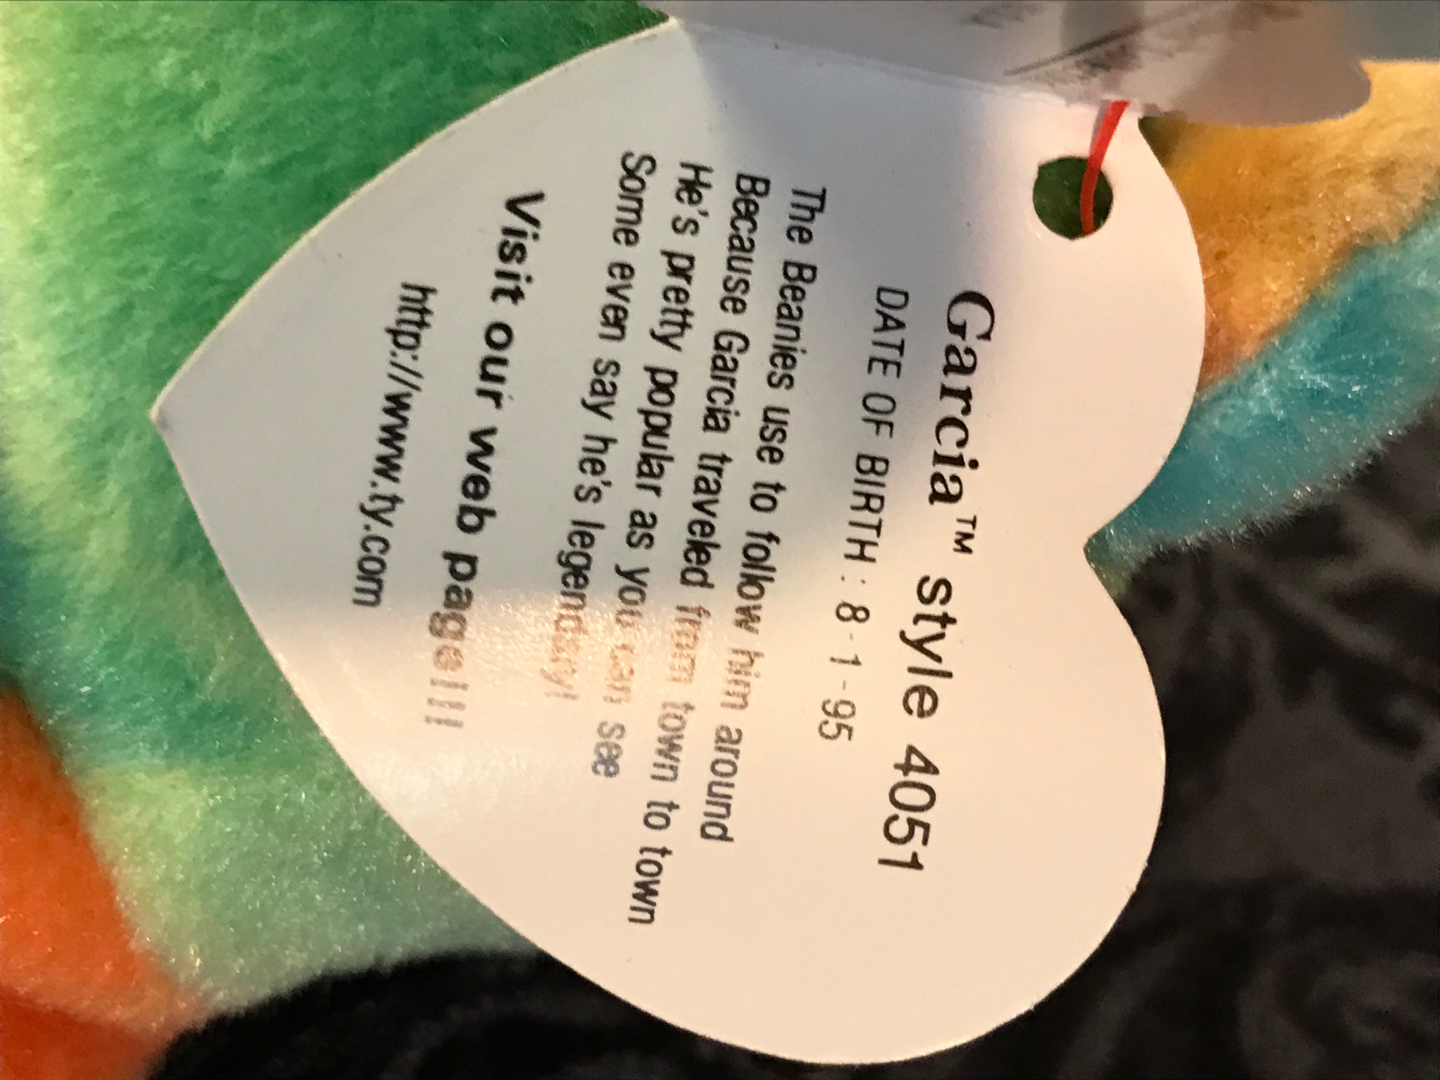 Garcia™ style 4051
DATE OF BIRTH : 8-1-95
The Beanies use to follow him around
Because Garcia traveled from town to town
He's pretty popular as you can see
Some even say he's legendary!
Visit our web page!!!
http://www.ty.com